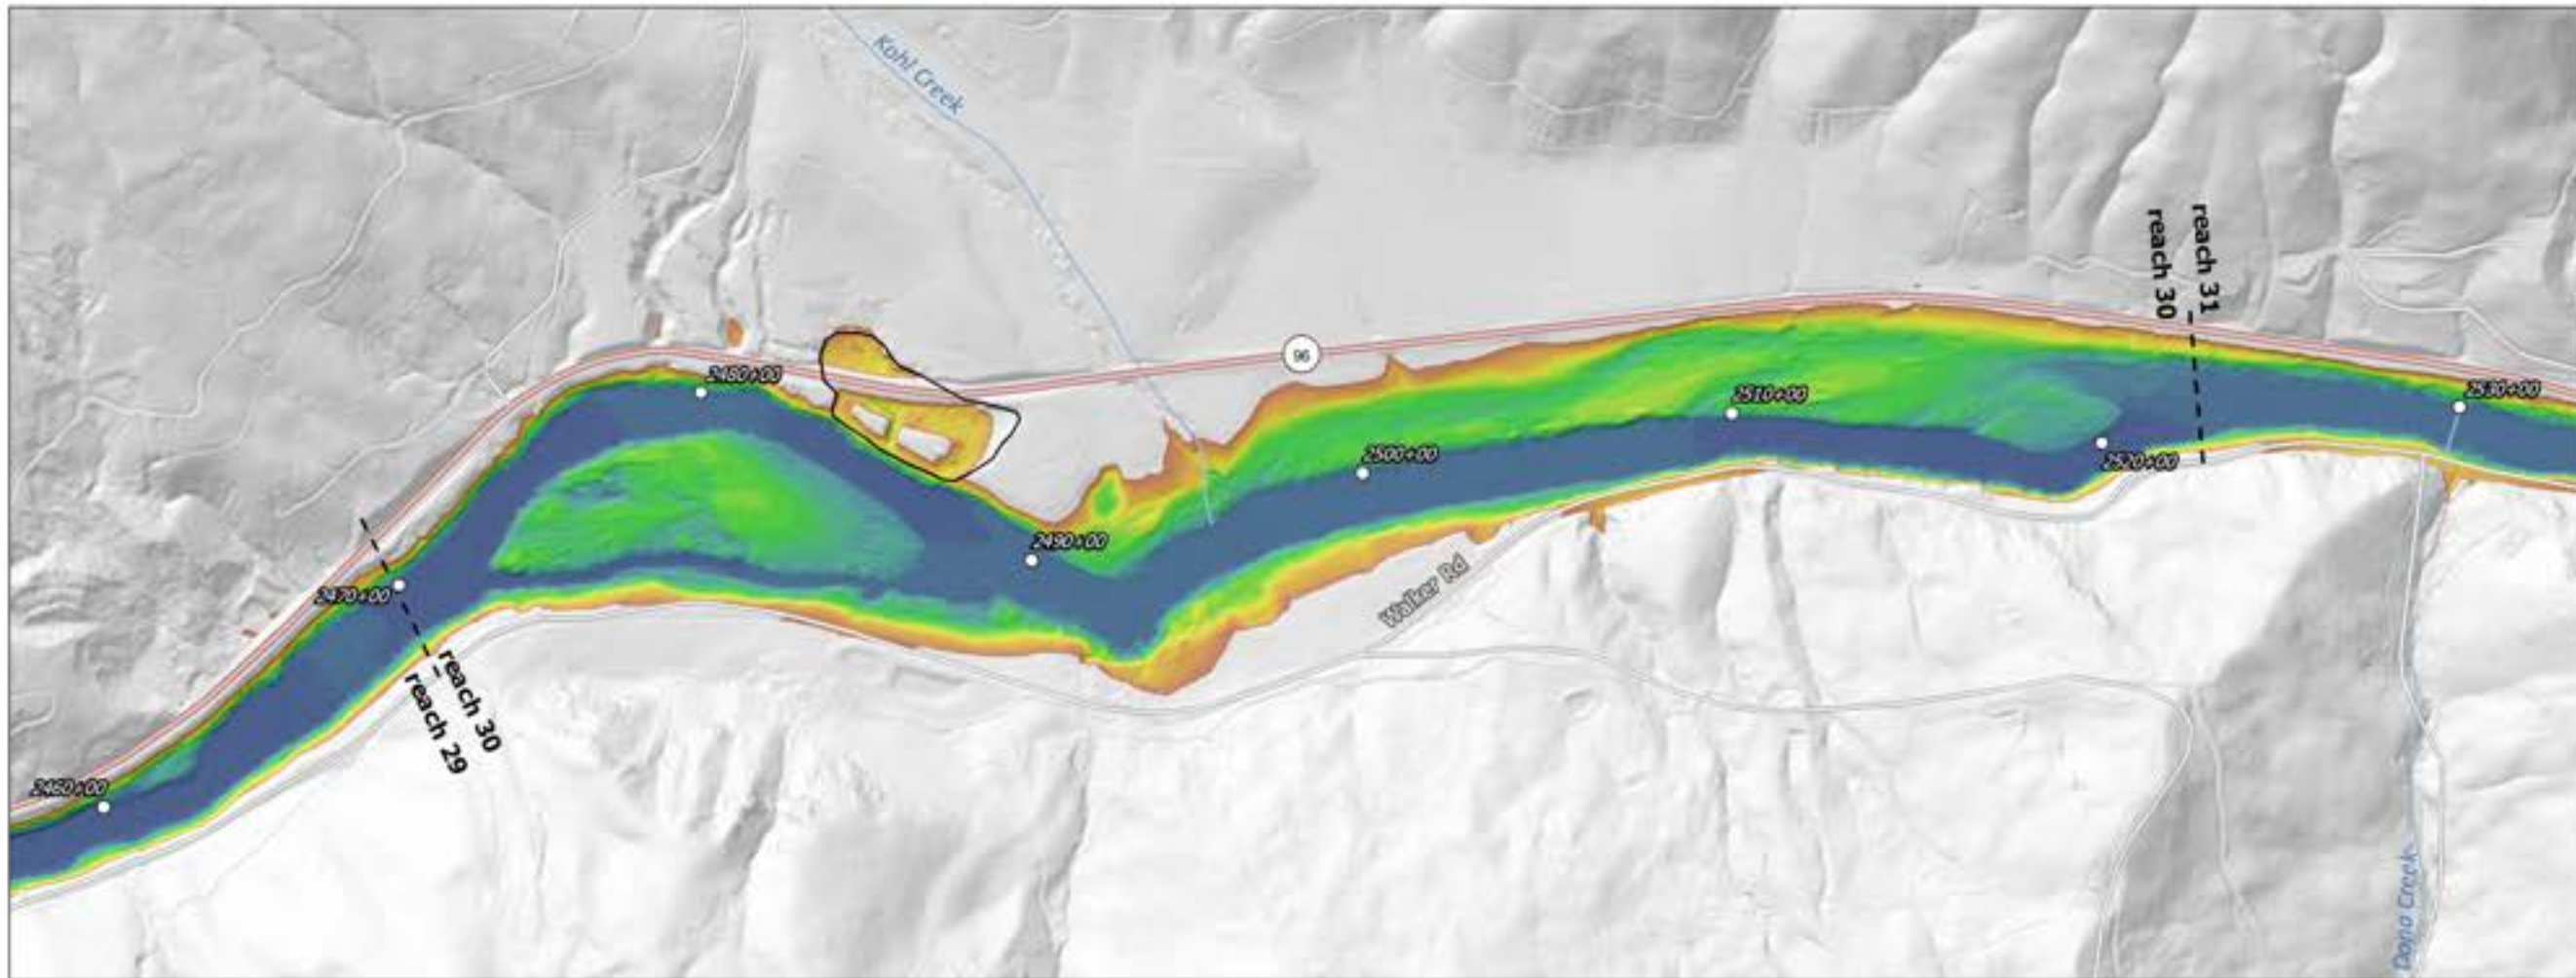 Kohl Creek
reach 31
reach 30
96
2480+00
2530+00
2510+00
2500+00
2520+00
2490+00
Walker Rd
2470+00
reach 30
reach 29
2460+00
Dona Creek